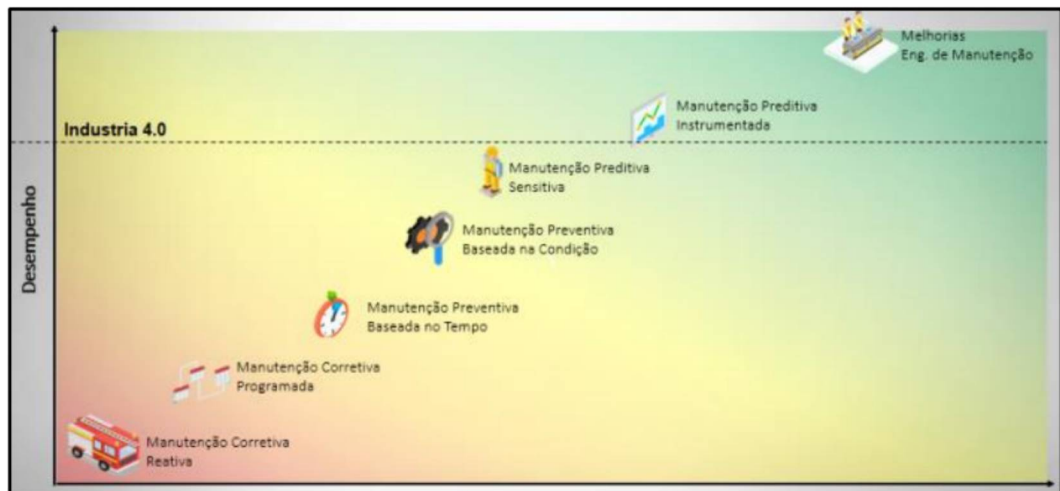 Melhorias
Eng. de Manutenção
Manutenção Preditiva
Instrumentada
Industria 4.0
Manutenção Preditiva
Sensitiva
Manutenção Preventiva
Baseada na Condição
Desempenho
Manutenção Preventiva
Baseada no Tempo
Manutenção Corretiva
Programada
Manutenção Corretiva
Reativa